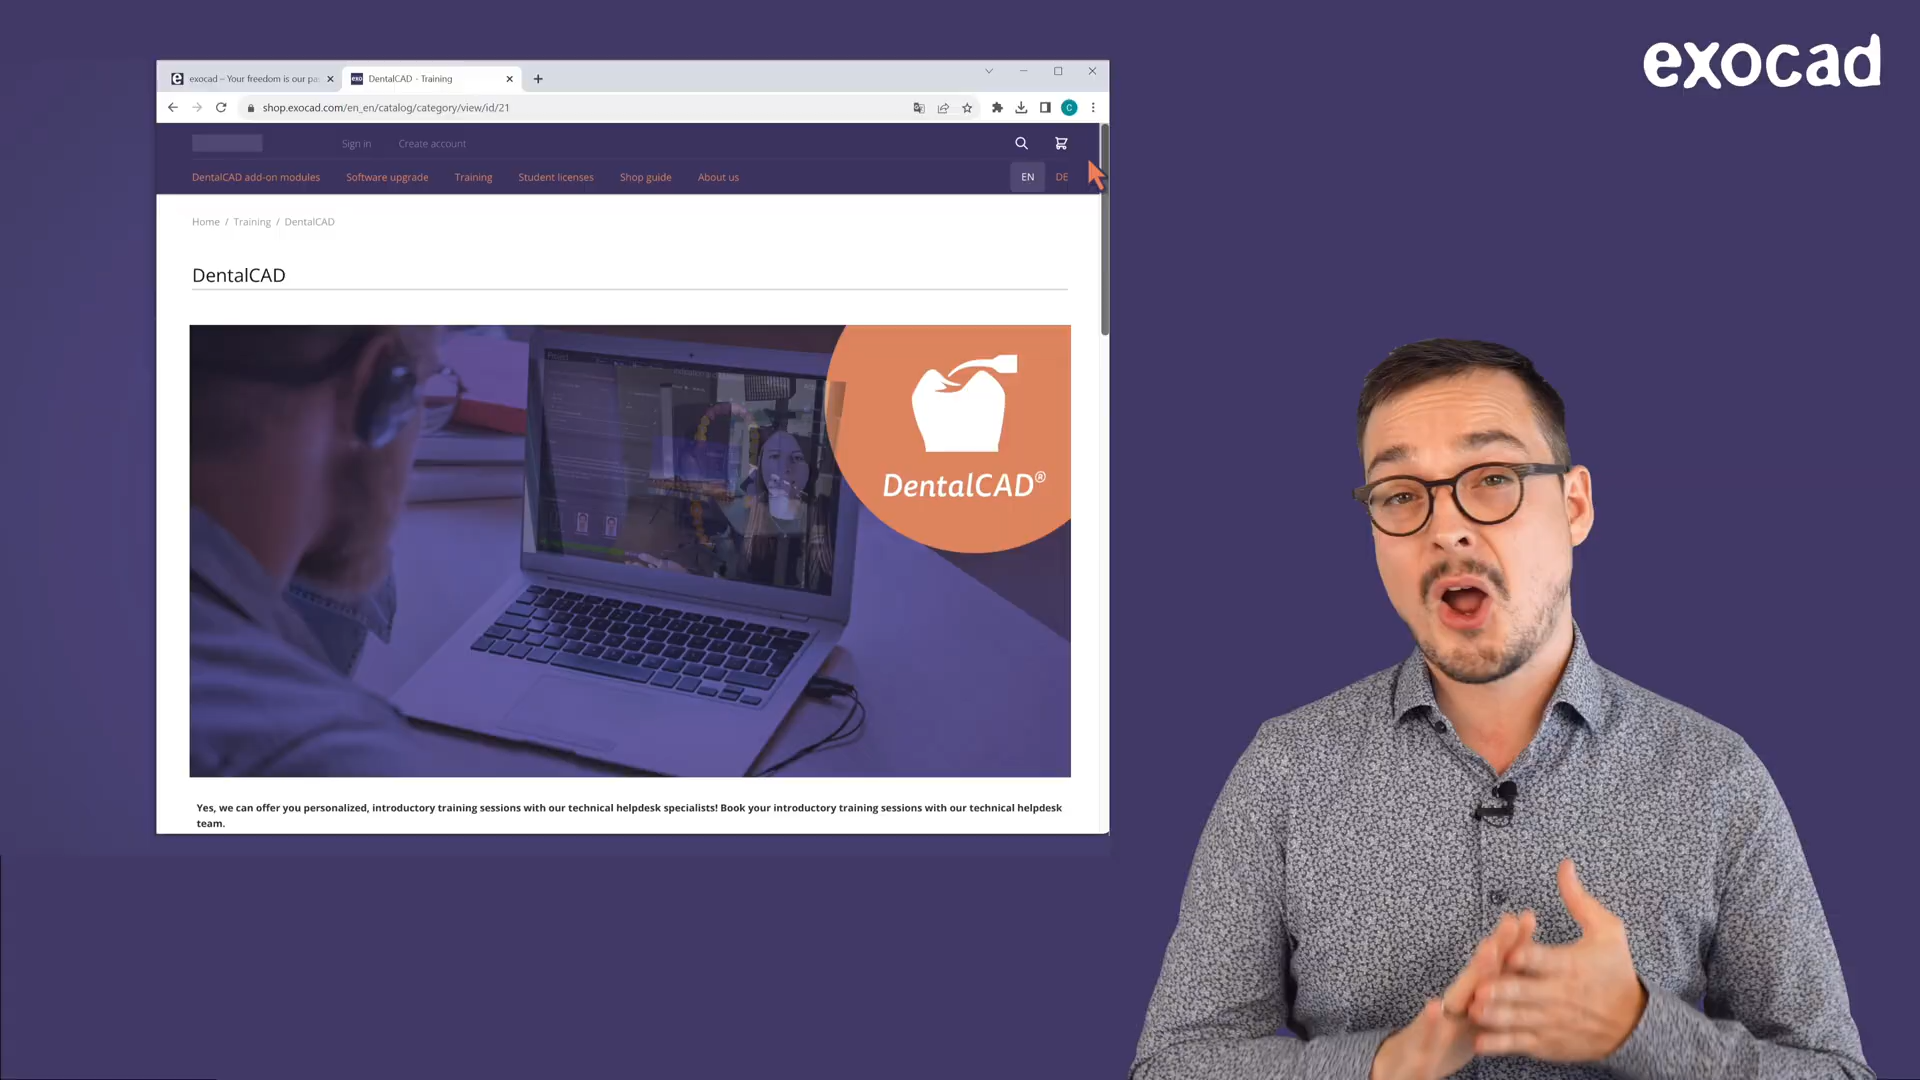 exocad
exocad – Your freedom is our pa
exo DentalCAD - Training
shop.exocad.com/en_en/catalog/category/view/id/21
C
Sign in Create account
DentalCAD add-on modules Software upgrade Training Student licenses Shop guide About us EN DE
Home / Training / DentalCAD
DentalCAD
Project
DentalCAD®
Yes, we can offer you personalized, introductory training sessions with our technical helpdesk specialists! Book your introductory training sessions with our technical helpdesk
team.